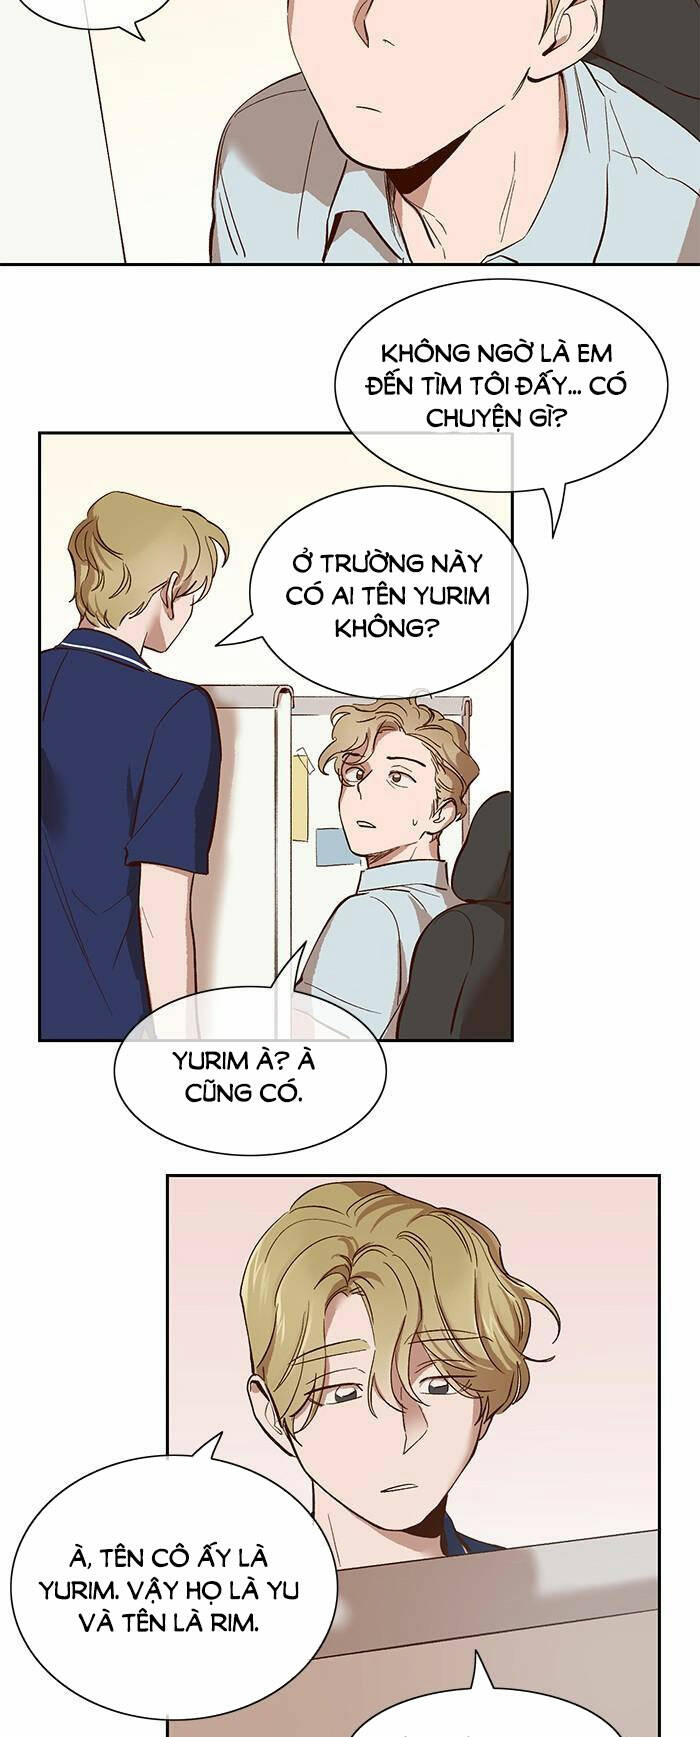 KHÔNG NGỜ LÀ EM
ĐẾN TÌM TÔI ĐẤY... CÓ
CHUYỆN GÌ?
Ở TRƯỜNG NÀY
CÓ AI TÊN YURIM
KHÔNG?
YURIM À? À
CŨNG CÓ.
À, TÊN CÔ ẤY LÀ
YURIM. VẬY HỌ LÀ YU
VÀ TÊN LÀ RIM.